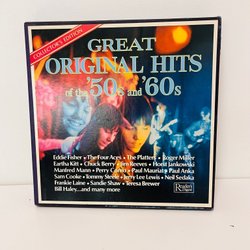 COLLECTOR'S EDITION
GREAT
ORIGINAL HITS
of the '50s and '60s
Eddie Fisher • The Four Aces • The Platters • Roger Miller
Eartha Kitt • Chuck Berry • Jim Reeves • Horst Jankowski
Manfred Mann • Perry Como • Paul Mauriat • Paul Anka
Sam Cooke • Tommy Steele • Jerry Lee Lewis • Neil Sedaka
Frankie Laine • Sandie Shaw • Teresa Brewer
Bill Haley...and many more
Reader's
Digest